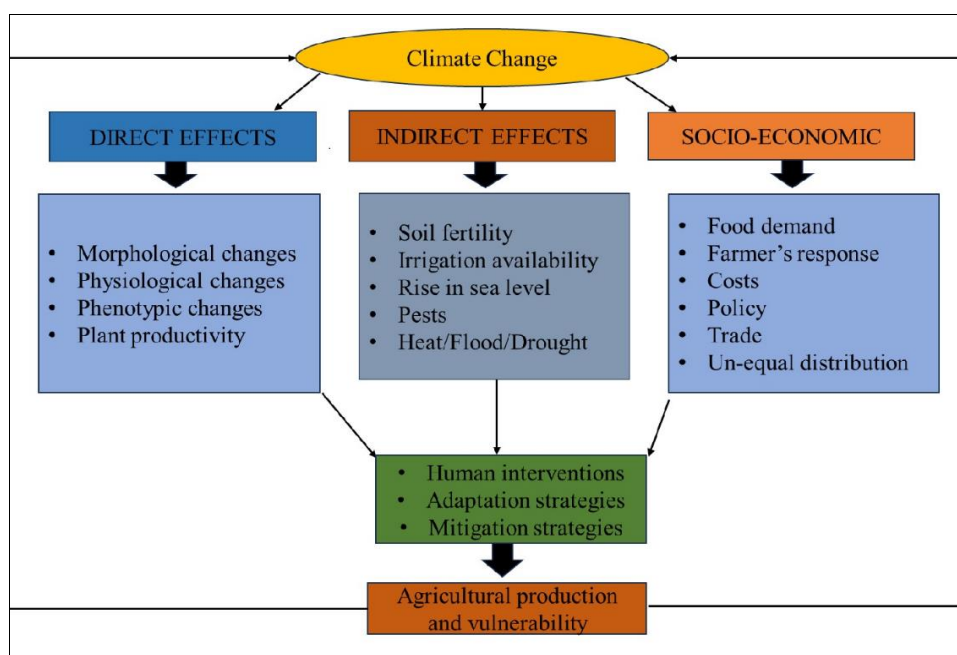 Climate Change
DIRECT EFFECTS
INDIRECT EFFECTS
SOCIO-ECONOMIC
• Morphological changes
• Physiological changes
• Phenotypic changes
• Plant productivity
• Soil fertility
• Irrigation availability
• Rise in sea level
• Pests
• Heat/Flood/Drought
• Food demand
• Farmer's response
• Costs
• Policy
• Trade
• Un-equal distribution
• Human interventions
• Adaptation strategies
• Mitigation strategies
Agricultural production
and vulnerability